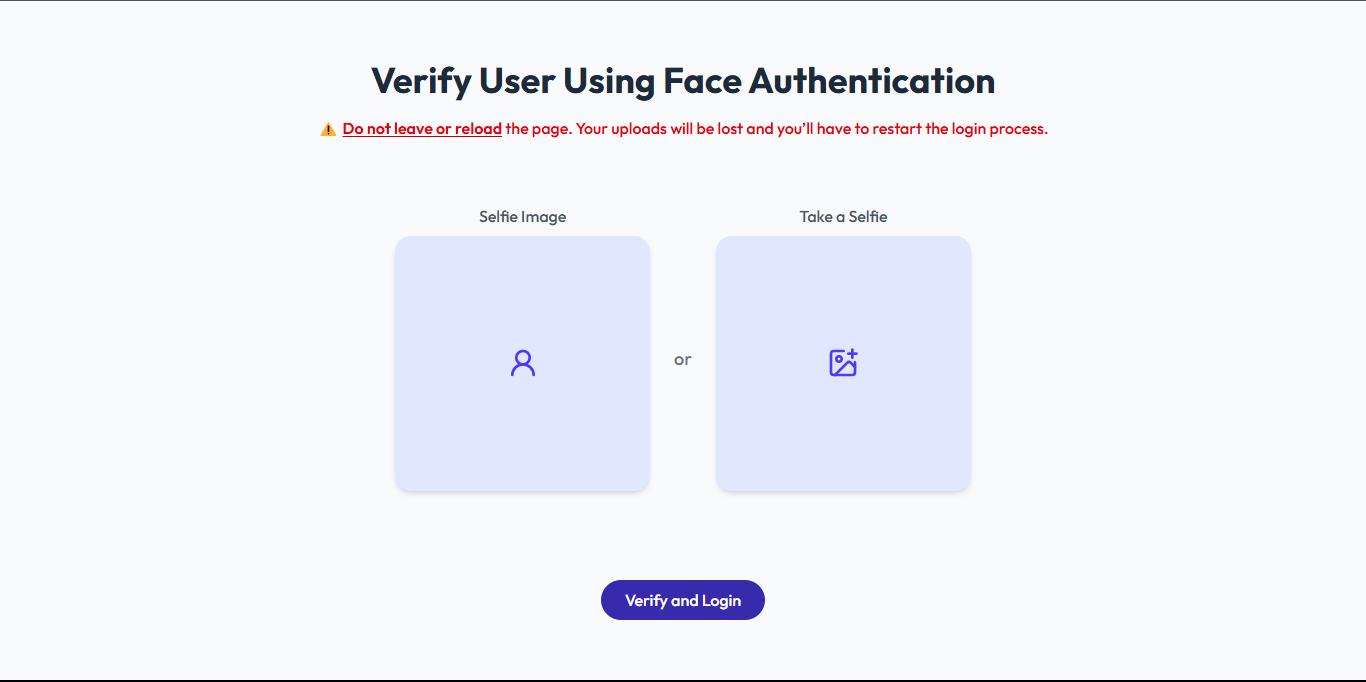 Verify User Using Face Authentication
⚠️ Do not leave or reload the page. Your uploads will be lost and you’ll have to restart the login process.
Selfie Image
Take a Selfie
or
Verify and Login